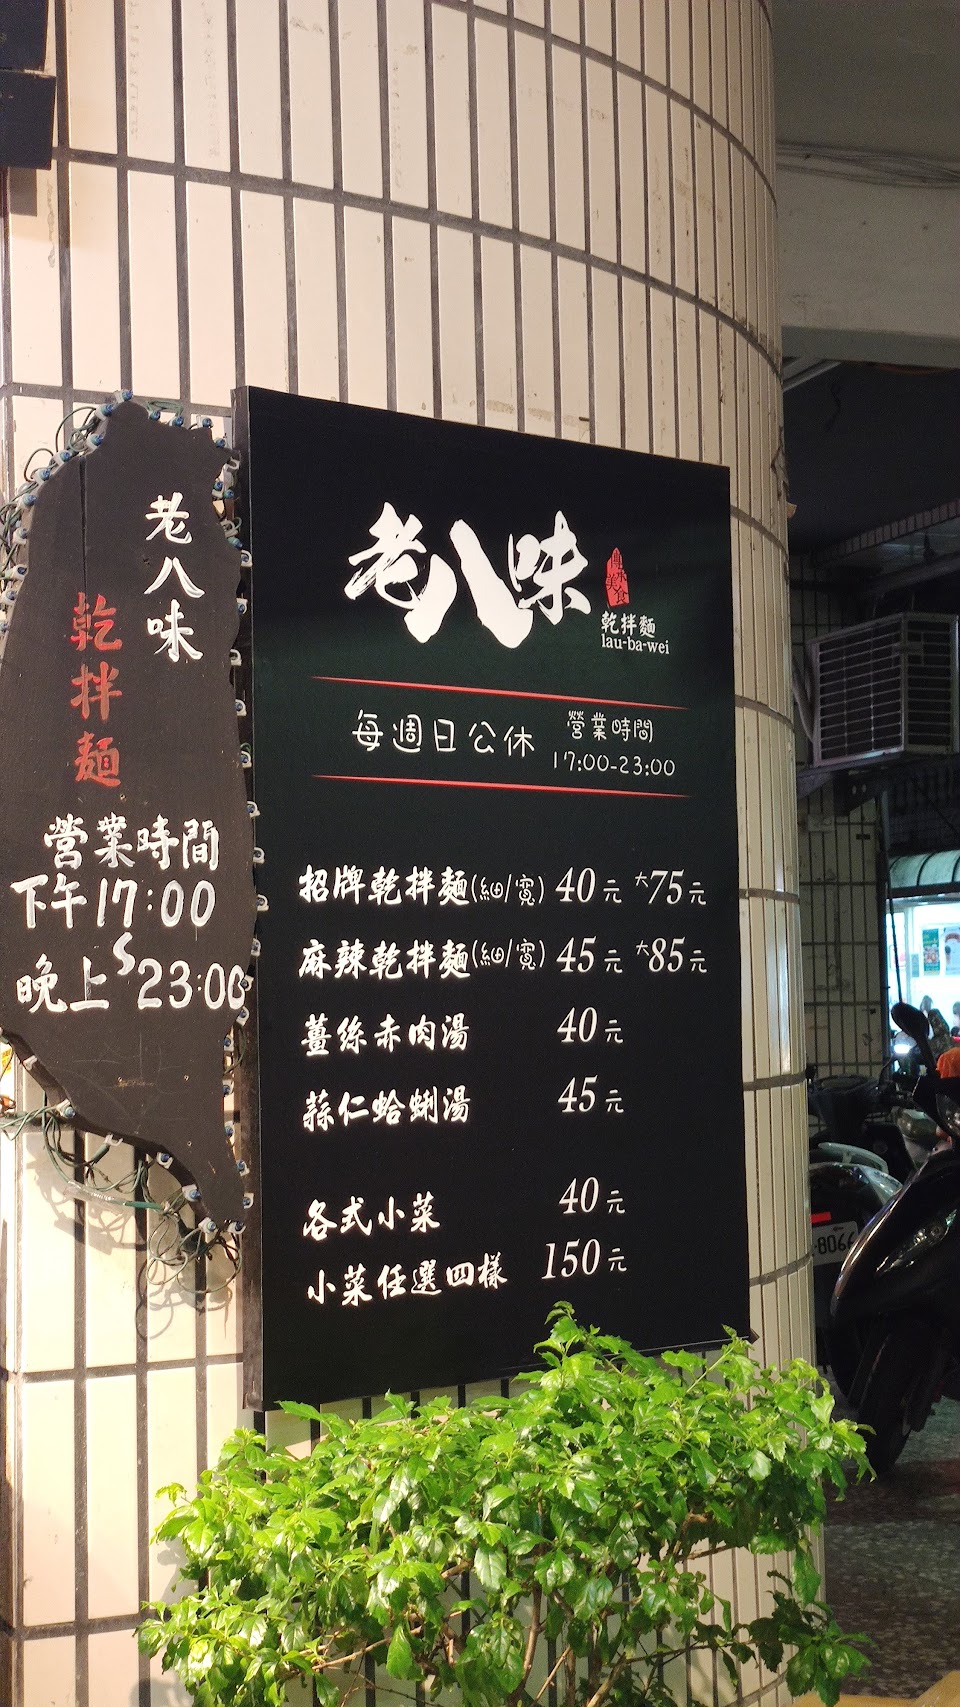 老八味
乾拌麵
營業時間
下午17:00
S
晚上23:00
老八味
美食
乾拌麵
lau-ba-wei
每週日公休
營業時間
17:00-23:00
招牌乾拌麵(細/寬) 40元 大75元
麻辣乾拌麵(細/寬) 45元 大85元
薑絲赤肉湯 40元
蒜仁蛤蜊湯 45元
各式小菜 40元
小菜任選四樣 150元
8066